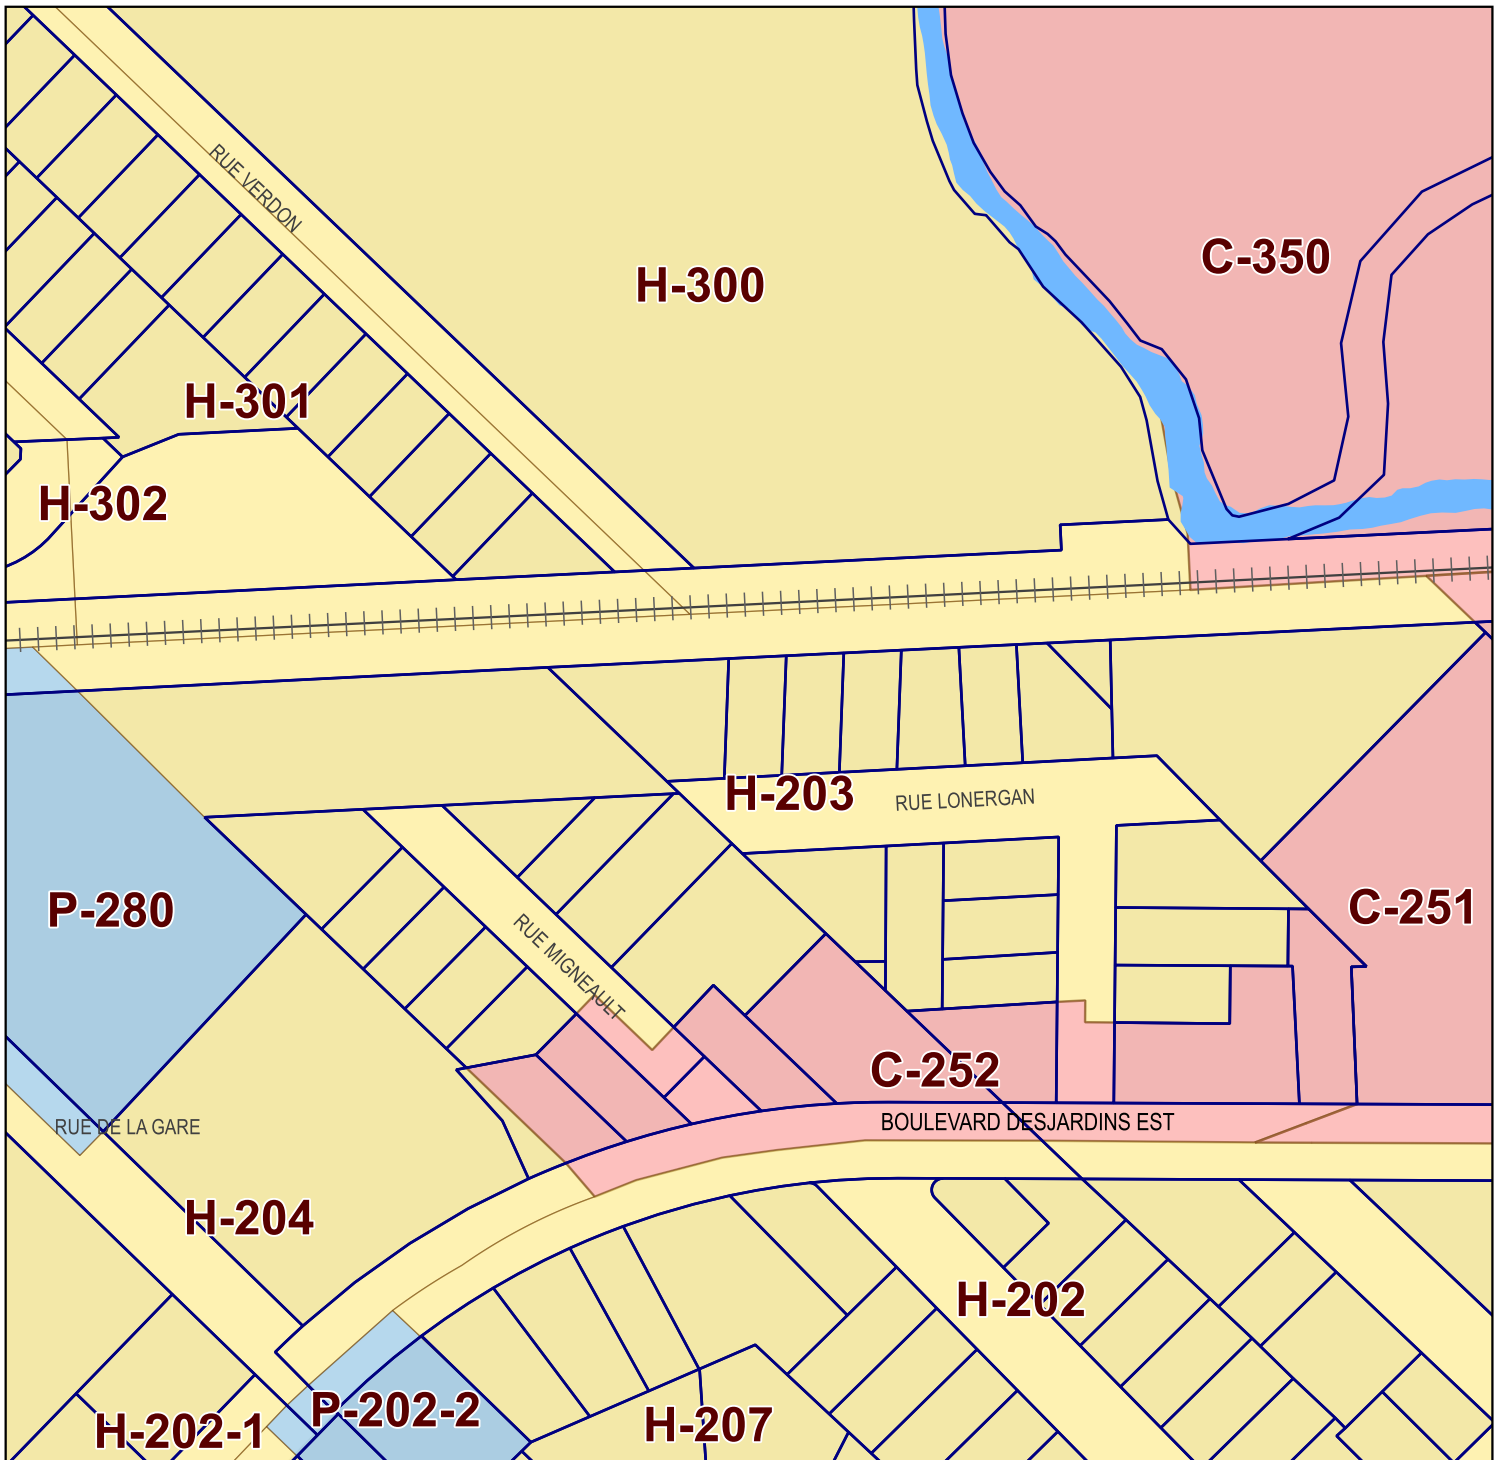 RUE VERDON
C-350
H-300
H-301
H-302
H-203
RUE LONERGAN
P-280
C-251
RUE MIGNEAULT
C-252
RUE DE LA GARE
BOULEVARD DESJARDINS EST
H-204
H-202
P-202-2
H-202-1
H-207